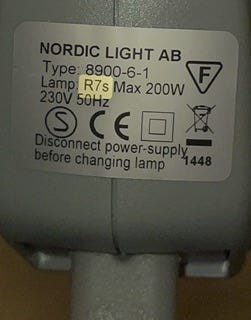 NORDIC LIGHT AB
Type: 8900-6-1
Lamp: R7s Max 200W
230V 50Hz
F
S CE
Disconnect power-supply
before changing lamp 1448